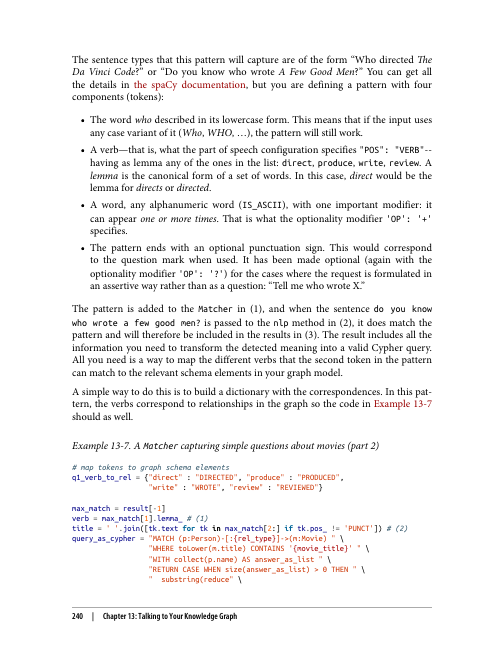 The sentence types that this pattern will capture are of the form “Who directed The
Da Vinci Code?” or “Do you know who wrote A Few Good Men?” You can get all
the details in the spaCy documentation, but you are defining a pattern with four
components (tokens):
• The word who described in its lowercase form. This means that if the input uses
any case variant of it (Who, WHO, …), the pattern will still work.
• A verb—that is, what the part of speech configuration specifies "POS": "VERB"--
having as lemma any of the ones in the list: direct, produce, write, review. A
lemma is the canonical form of a set of words. In this case, direct would be the
lemma for directs or directed.
• A word, any alphanumeric word (IS_ASCII), with one important modifier: it
can appear one or more times. That is what the optionality modifier 'OP': '+'
specifies.
• The pattern ends with an optional punctuation sign. This would correspond
to the question mark when used. It has been made optional (again with the
optionality modifier 'OP': '?') for the cases where the request is formulated in
an assertive way rather than as a question: “Tell me who wrote X.”
The pattern is added to the Matcher in (1), and when the sentence do you know
who wrote a few good men? is passed to the nlp method in (2), it does match the
pattern and will therefore be included in the results in (3). The result includes all the
information you need to transform the detected meaning into a valid Cypher query.
All you need is a way to map the different verbs that the second token in the pattern
can match to the relevant schema elements in your graph model.
A simple way to do this is to build a dictionary with the correspondences. In this pat-
tern, the verbs correspond to relationships in the graph so the code in Example 13-7
should as well.
Example 13-7. A Matcher capturing simple questions about movies (part 2)
# map tokens to graph schema elements
q1_verb_to_rel = {"direct" : "DIRECTED", "produce" : "PRODUCED",
"write" : "WROTE", "review" : "REVIEWED"}
max_match = result[-1]
verb = max_match[1].lemma_ # (1)
title = ' '.join([tk.text for tk in max_match[2:] if tk.pos_ != 'PUNCT']) # (2)
query_as_cypher = "MATCH (p:Person)-[:{rel_type}]->(m:Movie) " \
"WHERE toLower(m.title) CONTAINS '{movie_title}' " \
"WITH collect(p.name) AS answer_as_list " \
"RETURN CASE WHEN size(answer_as_list) > 0 THEN " \
" substring(reduce" \
240 | Chapter 13: Talking to Your Knowledge Graph